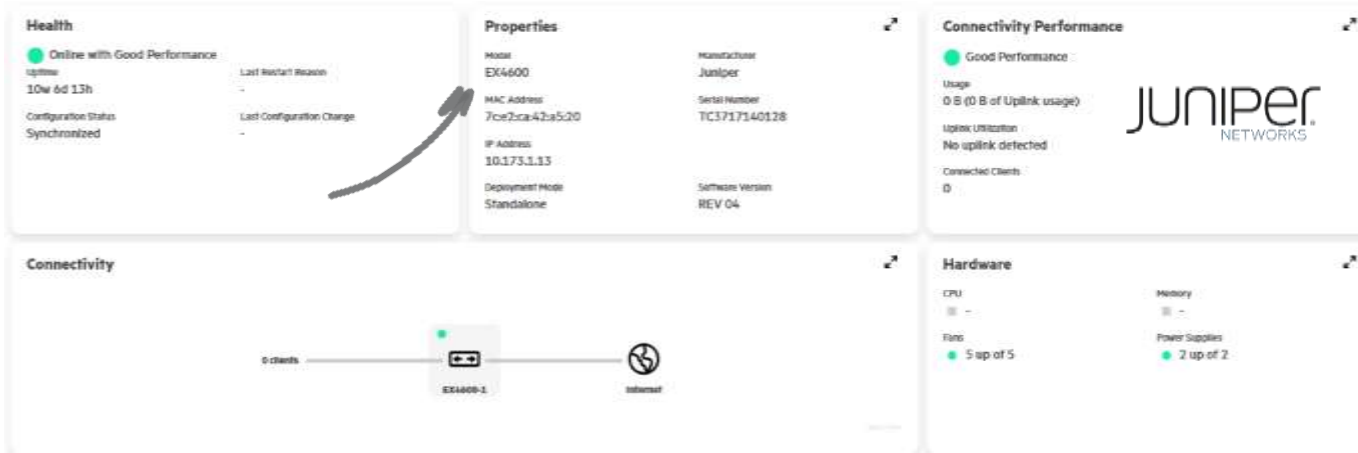 Health
Online with Good Performance
Uptime
Last Restart Reason
10w 6d 13h
-
Configuration Status
Last Configuration Change
Synchronized
-
Properties
Model
Manufacturer
EX4600
Juniper
MAC Address
Serial Number
7c:e2:ca:42:a5:20
TC3717140128
IP Address
10.173.1.13
Deployment Mode
Software Version
Standalone
REV 04
Connectivity Performance
Good Performance
Usage
0 B (0 B of Uplink usage)
Uplink Utilization
No uplink detected
Connected Clients
0
JUNIPer
NETWORKS
Connectivity
0 clients
EX4600-1
Internet
Hardware
CPU
Memory
-
-
Fans
Power Supplies
5 up of 5
2 up of 2